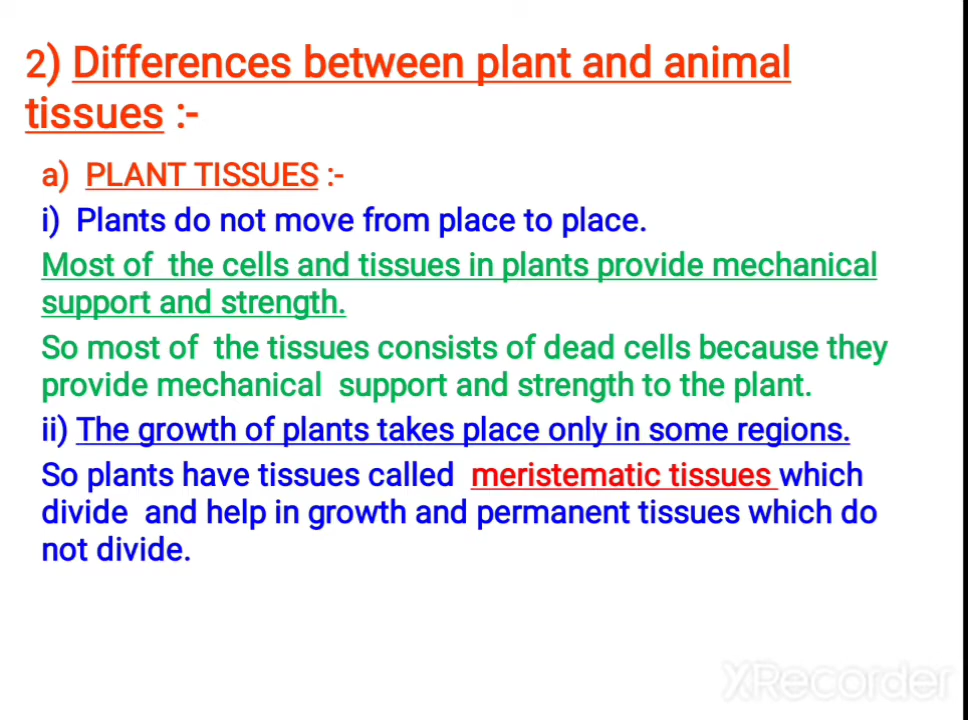 2) Differences between plant and animal
tissues :-
a) PLANT TISSUES :-
i) Plants do not move from place to place.
Most of the cells and tissues in plants provide mechanical
support and strength.
So most of the tissues consists of dead cells because they
provide mechanical support and strength to the plant.
ii) The growth of plants takes place only in some regions.
So plants have tissues called meristematic tissues which
divide and help in growth and permanent tissues which do
not divide.
XRecorder